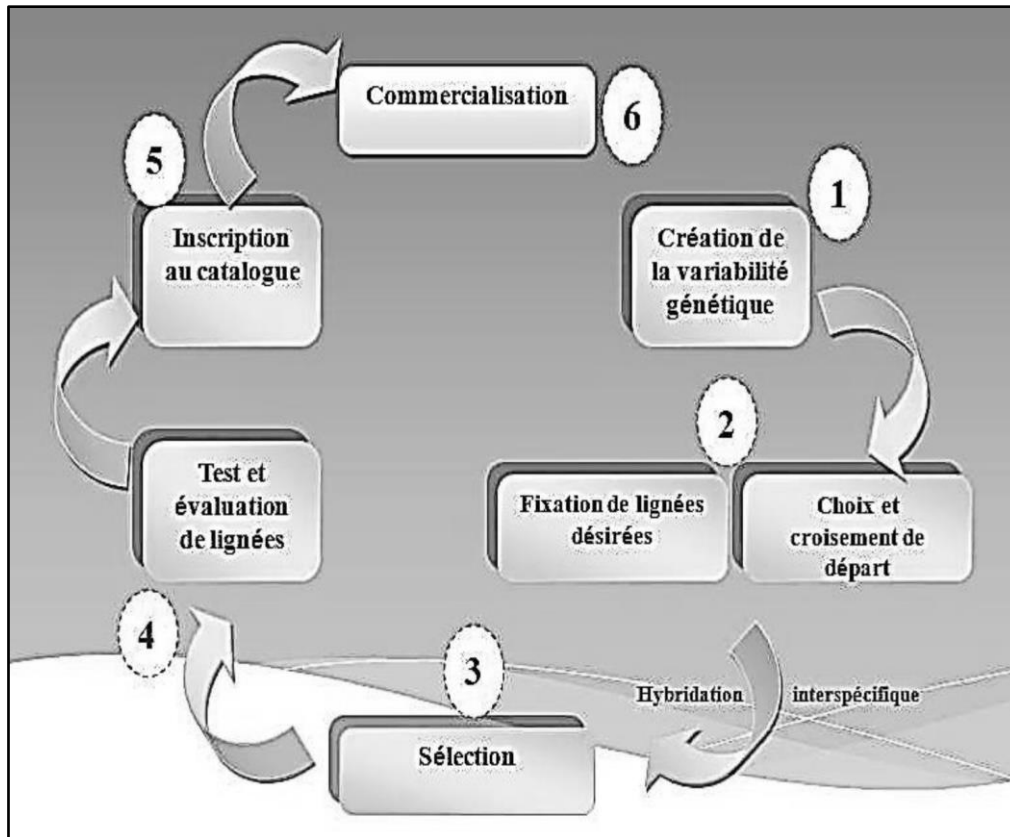 1
Création de
la variabilité
génétique
2
Fixation de lignées
désirées
Choix et
croisement de
départ
Hybridation interspécifique
3
Sélection
4
Test et
évaluation
de lignées
5
Inscription
au catalogue
Commercialisation
6